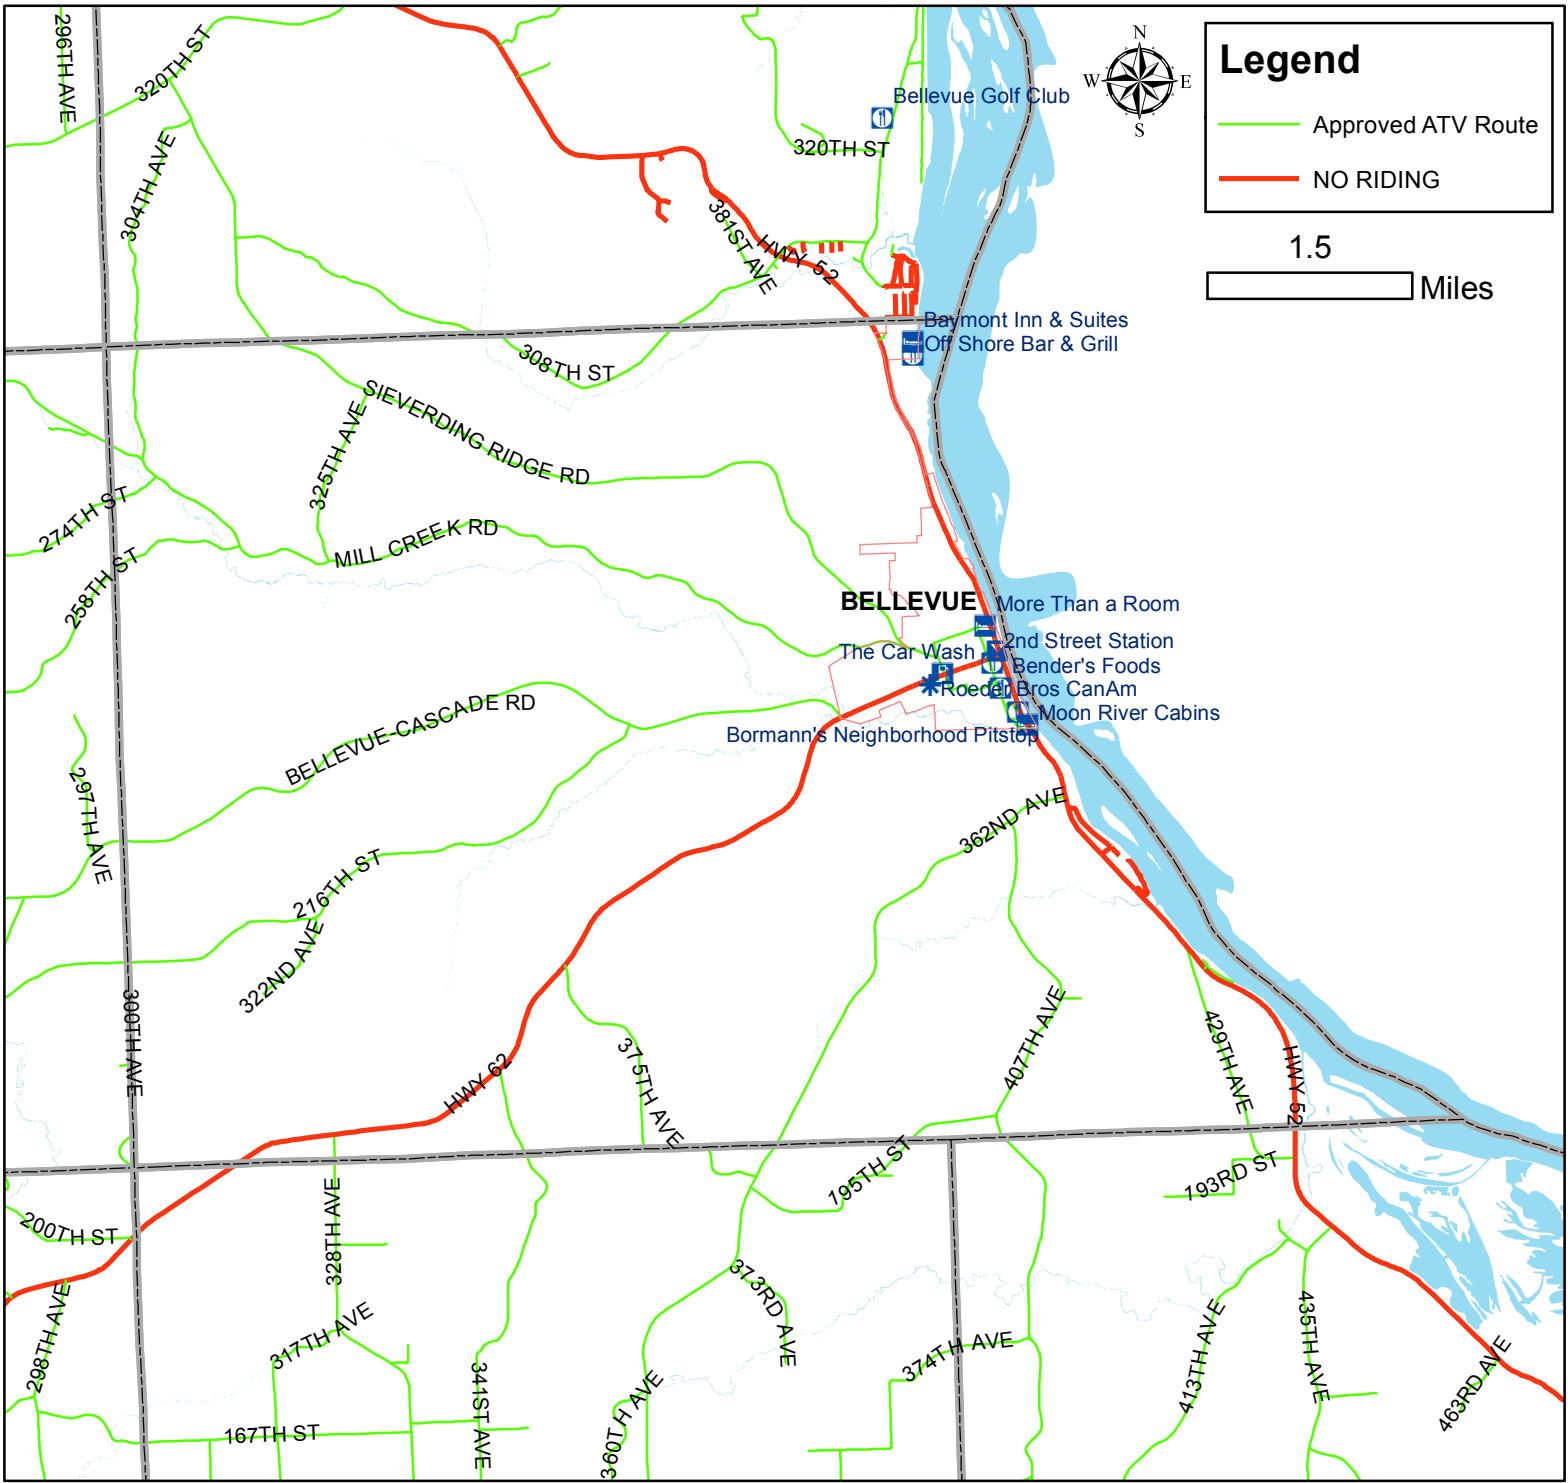 296TH AVE
320TH ST
304TH AVE
N
W
E
S
Legend
Approved ATV Route
NO RIDING
1.5
Miles
Bellevue Golf Club
320TH ST
381ST AVE
HWY 52
Baymont Inn & Suites
Off Shore Bar & Grill
308TH ST
SIEVERDING RIDGE RD
325TH AVE
274TH ST
MILL CREEK RD
258TH ST
BELLEVUE
More Than a Room
2nd Street Station
The Car Wash
Bender's Foods
Roeder Bros CanAm
Moon River Cabins
Bormann's Neighborhood Pitstop
BELLEVUE-CASCADE RD
297TH AVE
362ND AVE
216TH ST
322ND AVE
300TH AVE
HWY 62
375TH AVE
407TH AVE
429TH AVE
HWY 52
195TH ST
193RD ST
200TH ST
328TH AVE
298TH AVE
317TH AVE
373RD AVE
374TH AVE
413TH AVE
435TH AVE
463RD AVE
341ST AVE
360TH AVE
167TH ST